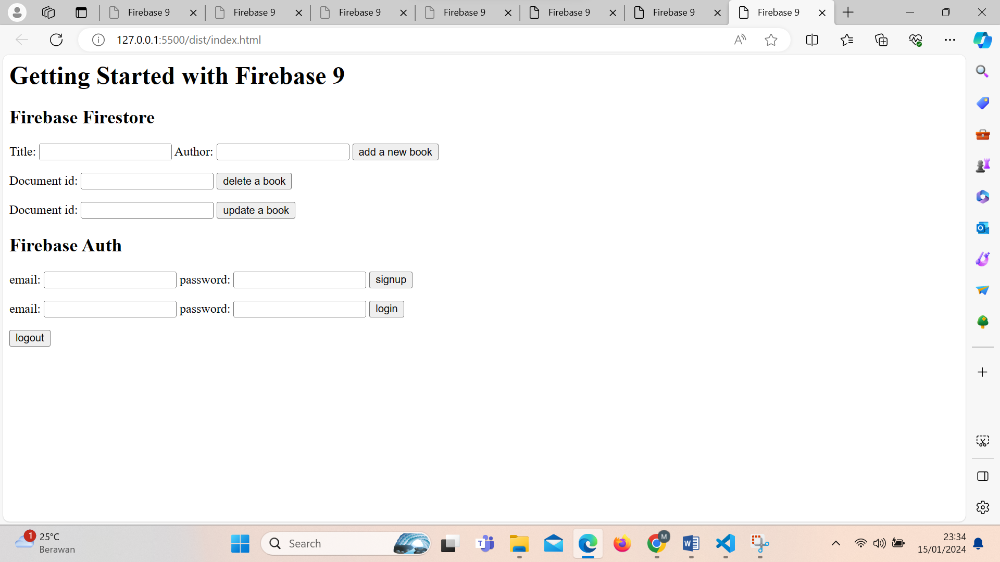 Firebase 9
Firebase 9
Firebase 9
Firebase 9
Firebase 9
Firebase 9
Firebase 9
127.0.0.1:5500/dist/index.html
Getting Started with Firebase 9
Firebase Firestore
Title: Author: add a new book
Document id: delete a book
Document id: update a book
Firebase Auth
email: password: signup
email: password: login
logout
1
25°C
Berawan
Search
M
23:34
15/01/2024